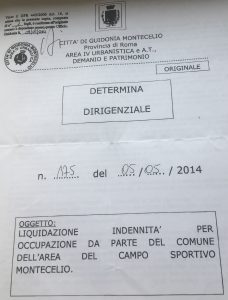 CITTA' DI GUIDONIA MONTECELIO
Provincia di Roma
AREA IV URBANISTICA e A.T.,
DEMANIO E PATRIMONIO
ORIGINALE
DETERMINA
DIRIGENZIALE
n. 175 del 05 / 05 / 2014
OGGETTO:
LIQUIDAZIONE INDENNITA' PER
OCCUPAZIONE DA PARTE DEL COMUNE
DELL'AREA DEL CAMPO SPORTIVO
MONTECELIO.